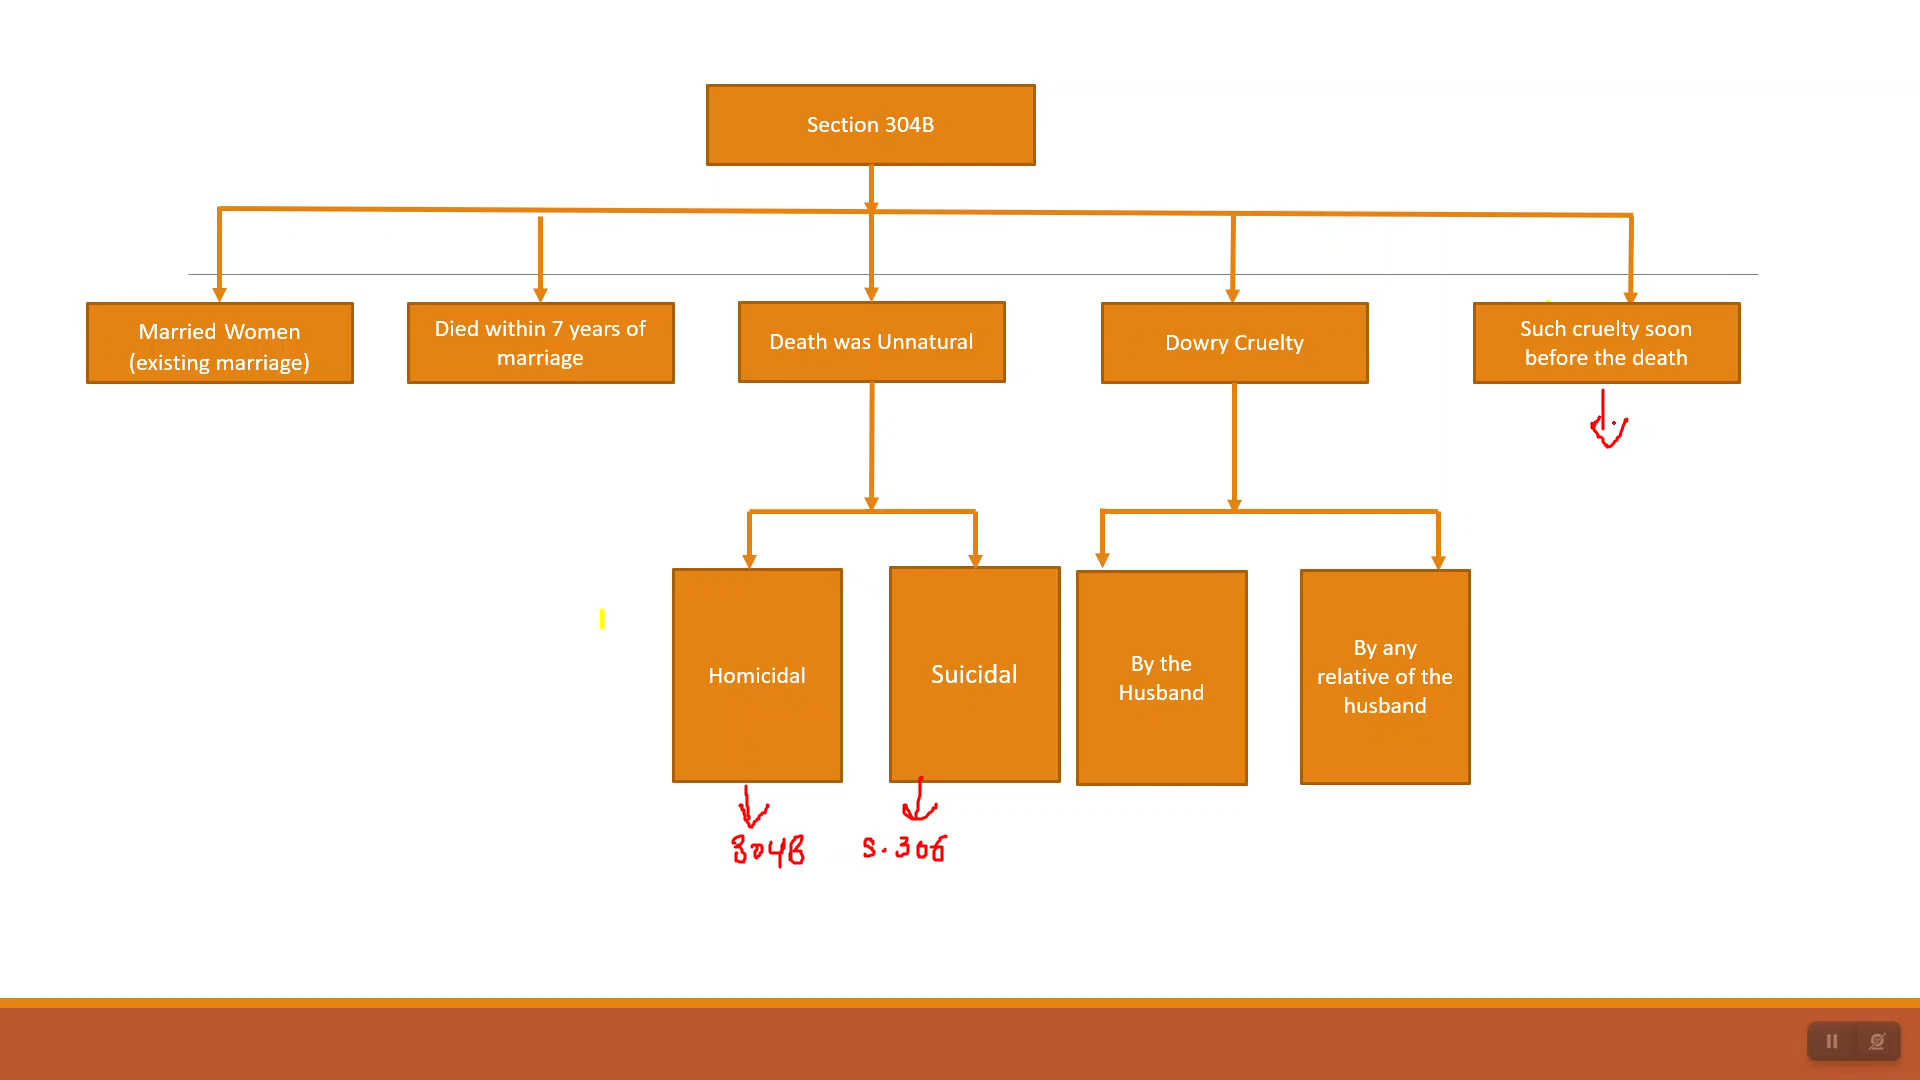 Section 304B
Married Women
(existing marriage)
Died within 7 years of
marriage
Death was Unnatural
Dowry Cruelty
Such cruelty soon
before the death
Homicidal
Suicidal
By the
Husband
By any
relative of the
husband
304B
S. 306